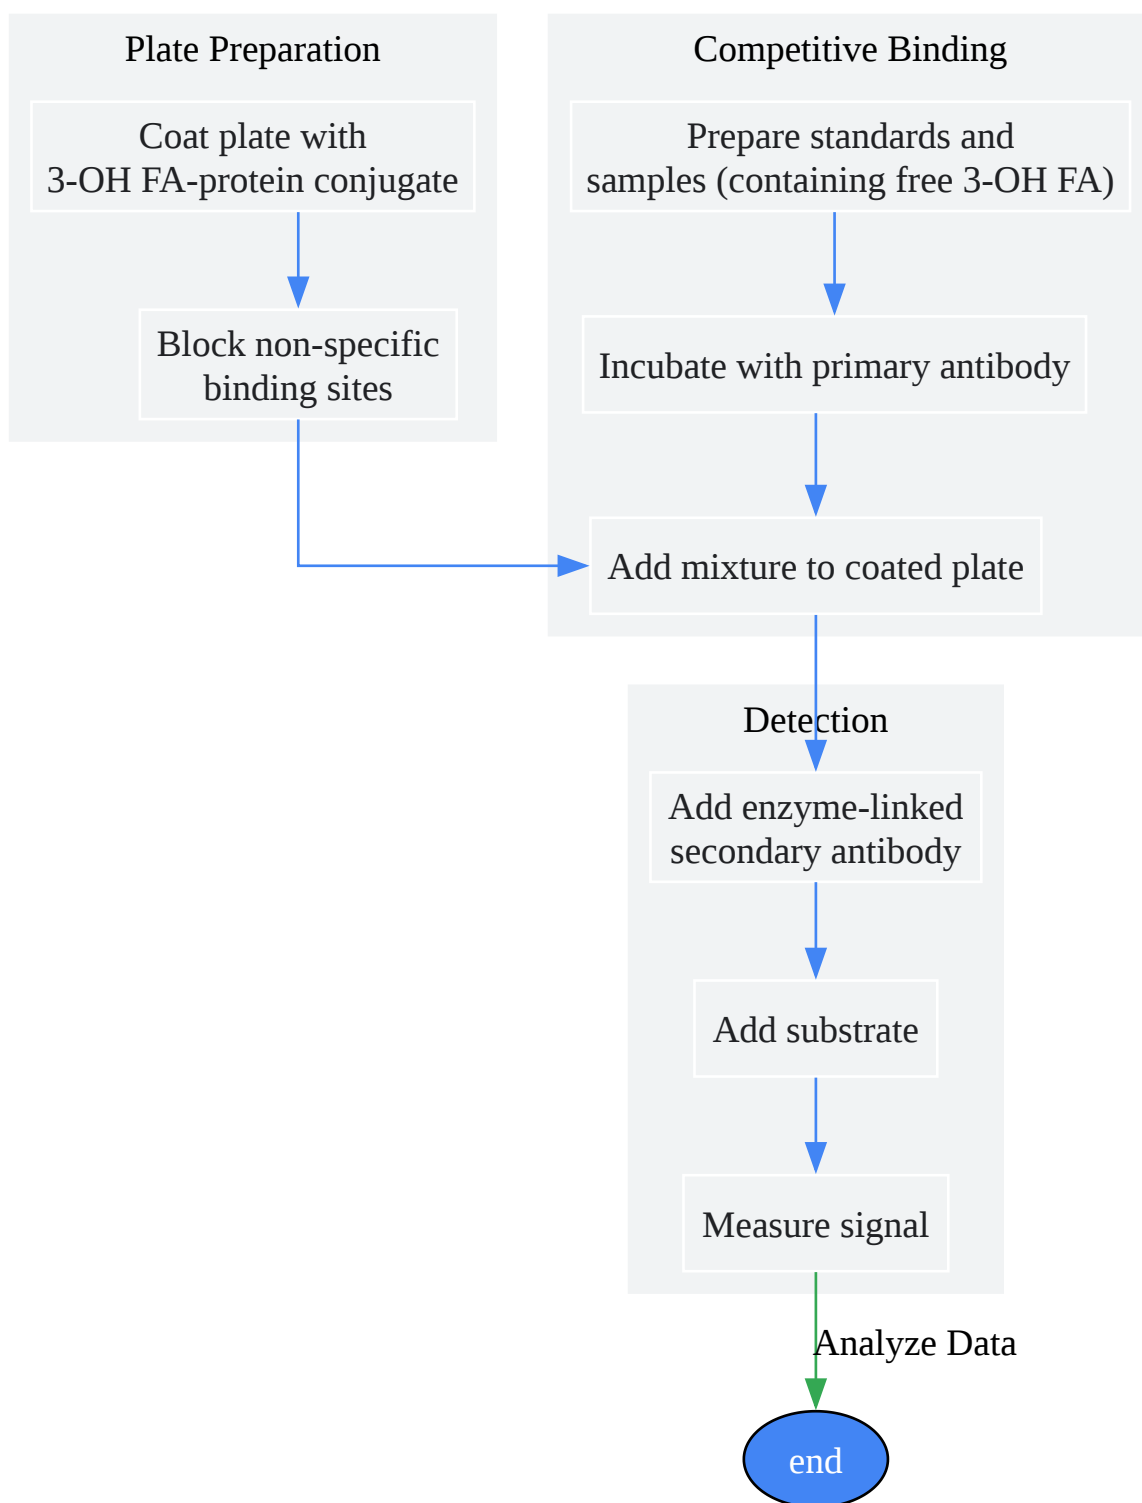 Plate Preparation
Coat plate with
3-OH FA-protein conjugate
Block non-specific
binding sites
Competitive Binding
Prepare standards and
samples (containing free 3-OH FA)
Incubate with primary antibody
Add mixture to coated plate
Detection
Add enzyme-linked
secondary antibody
Add substrate
Measure signal
Analyze Data
end